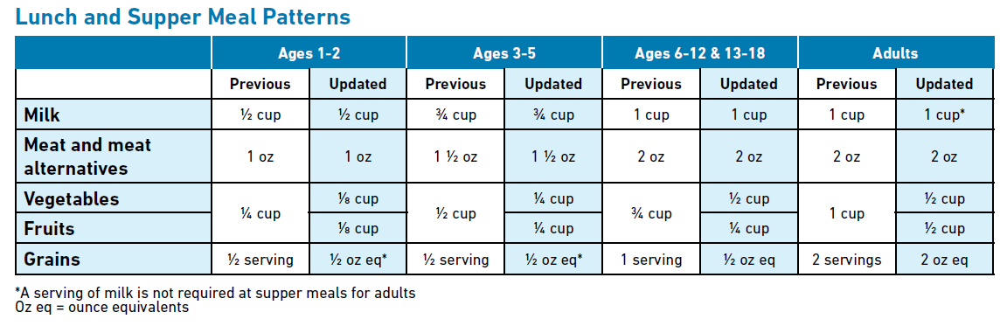 Lunch and Supper Meal Patterns
Ages 1-2 Ages 3-5 Ages 6-12 & 13-18 Adults
Previous Updated Previous Updated Previous Updated Previous Updated
Milk ½ cup ½ cup ¾ cup ¾ cup 1 cup 1 cup 1 cup 1 cup*
Meat and meat
alternatives 1 oz 1 oz 1 ½ oz 1 ½ oz 2 oz 2 oz 2 oz 2 oz
Vegetables ¼ cup ⅛ cup ½ cup ¼ cup ¾ cup ½ cup 1 cup ½ cup
Fruits ⅛ cup ¼ cup ¼ cup ½ cup
Grains ½ serving ½ oz eq* ½ serving ½ oz eq* 1 serving ½ oz eq 2 servings 2 oz eq
*A serving of milk is not required at supper meals for adults
Oz eq = ounce equivalents